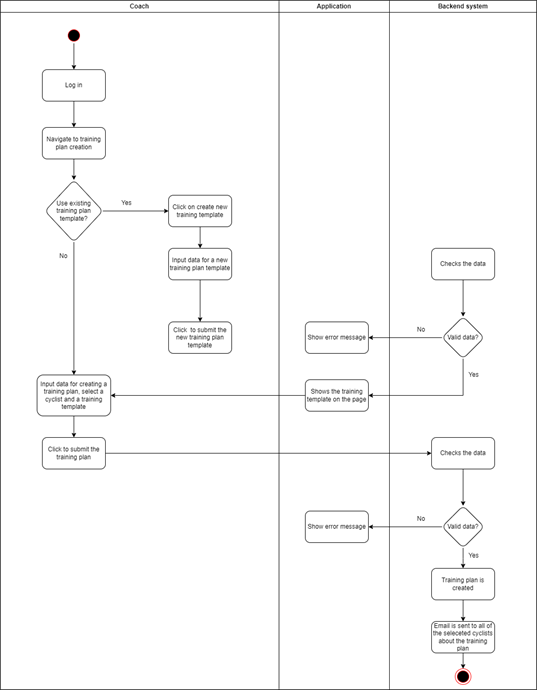 Coach
Application
Backend system
Log in
Navigate to training
plan creation
Use existing
training plan
template?
Yes
Click on create new
training template
No
Input data for a new
training plan template
Checks the data
Click to submit the
new training plan
template
Show error message
No
Valid data?
Yes
Input data for creating a
training plan, select a
cyclist and a training
template
Shows the training
template on the page
Click to submit the
training plan
Checks the data
Show error message
No
Valid data?
Yes
Training plan is
created
Email is sent to all of
the seleceted cyclists
about the training
plan